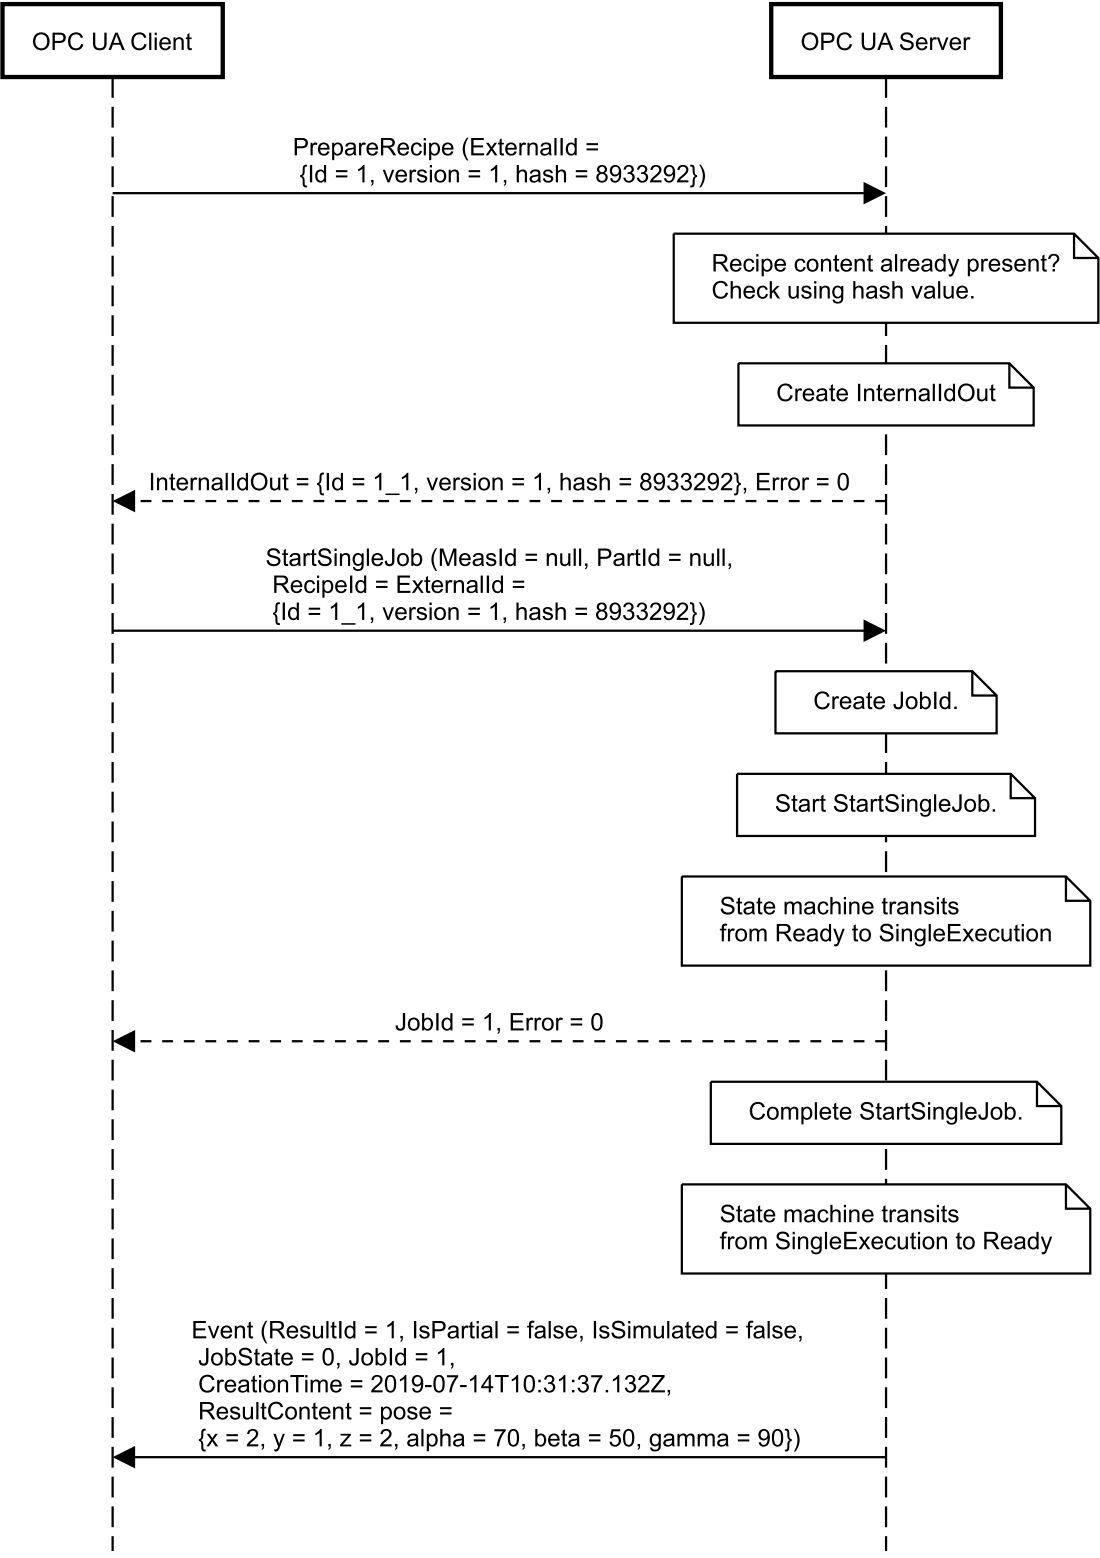 OPC UA Client
OPC UA Server
PrepareRecipe (ExternalId =
{Id = 1, version = 1, hash = 8933292})
Recipe content already present?
Check using hash value.
Create InternalIdOut
InternalIdOut = {Id = 1_1, version = 1, hash = 8933292}, Error = 0
StartSingleJob (MeasId = null, PartId = null,
RecipeId = ExternalId =
{Id = 1_1, version = 1, hash = 8933292})
Create JobId.
Start StartSingleJob.
State machine transits
from Ready to SingleExecution
JobId = 1, Error = 0
Complete StartSingleJob.
State machine transits
from SingleExecution to Ready
Event (ResultId = 1, IsPartial = false, IsSimulated = false,
JobState = 0, JobId = 1,
CreationTime = 2019-07-14T10:31:37.132Z,
ResultContent = pose =
{x = 2, y = 1, z = 2, alpha = 70, beta = 50, gamma = 90})